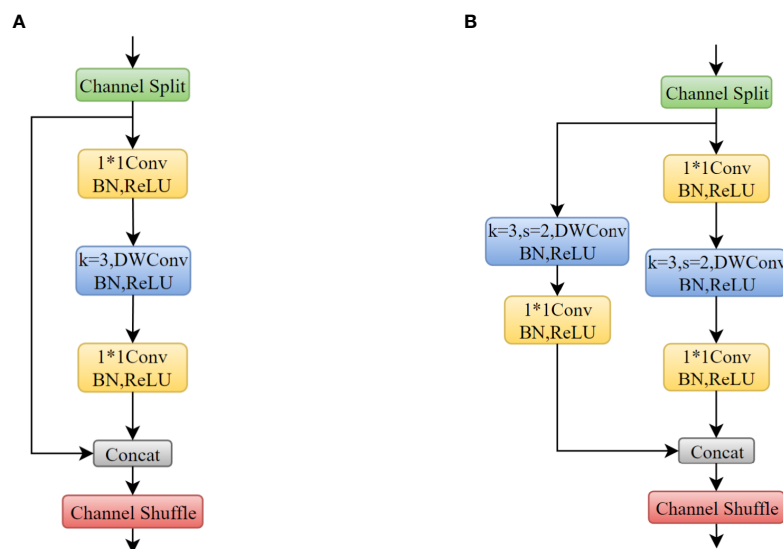 A
Channel Split
1*1Conv
BN,ReLU
k=3,DWConv
BN,ReLU
1*1Conv
BN,ReLU
Concat
Channel Shuffle
B
Channel Split
k=3,s=2,DWConv
BN,ReLU
1*1Conv
BN,ReLU
1*1Conv
BN,ReLU
k=3,s=2,DWConv
BN,ReLU
1*1Conv
BN,ReLU
Concat
Channel Shuffle